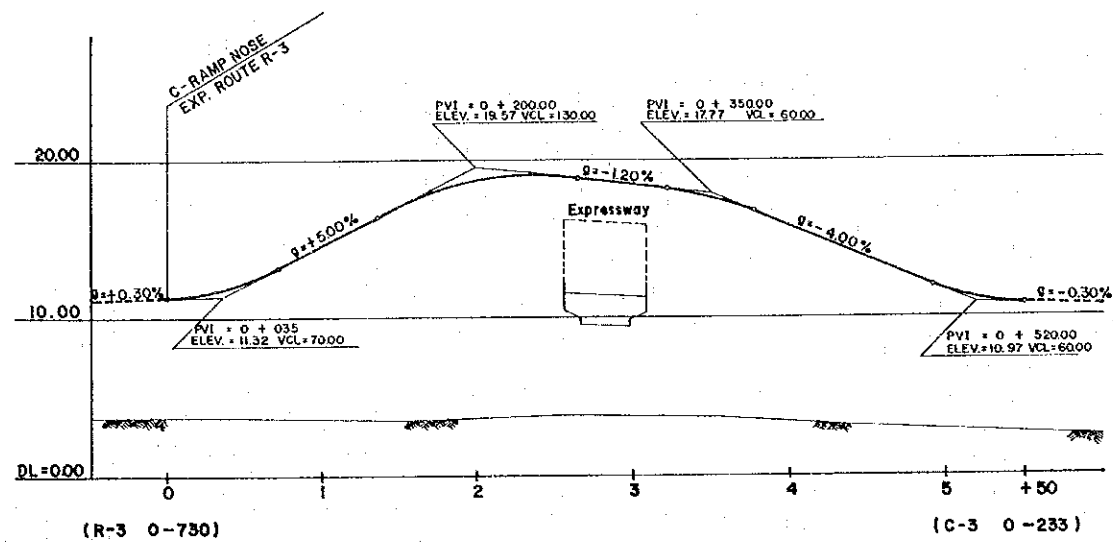 C-RAMP NOSE
EXP. ROUTE R-3
PVI = 0 + 200.00
ELEV. = 19.57 VCL = 130.00
PVI = 0 + 350.00
ELEV. = 17.77 VCL = 60.00
20.00
g=-1.20%
Expressway
g=+5.00%
g=-4.00%
g=+0.30%
g=-0.30%
10.00
PVI = 0 + 035
ELEV. = 11.32 VCL=70.00
PVI = 0 + 520.00
ELEV.=10.97 VCL=60.00
DL=0.00
0 1 2 3 4 5 +50
(R-3 0-730)
(C-3 0-233)